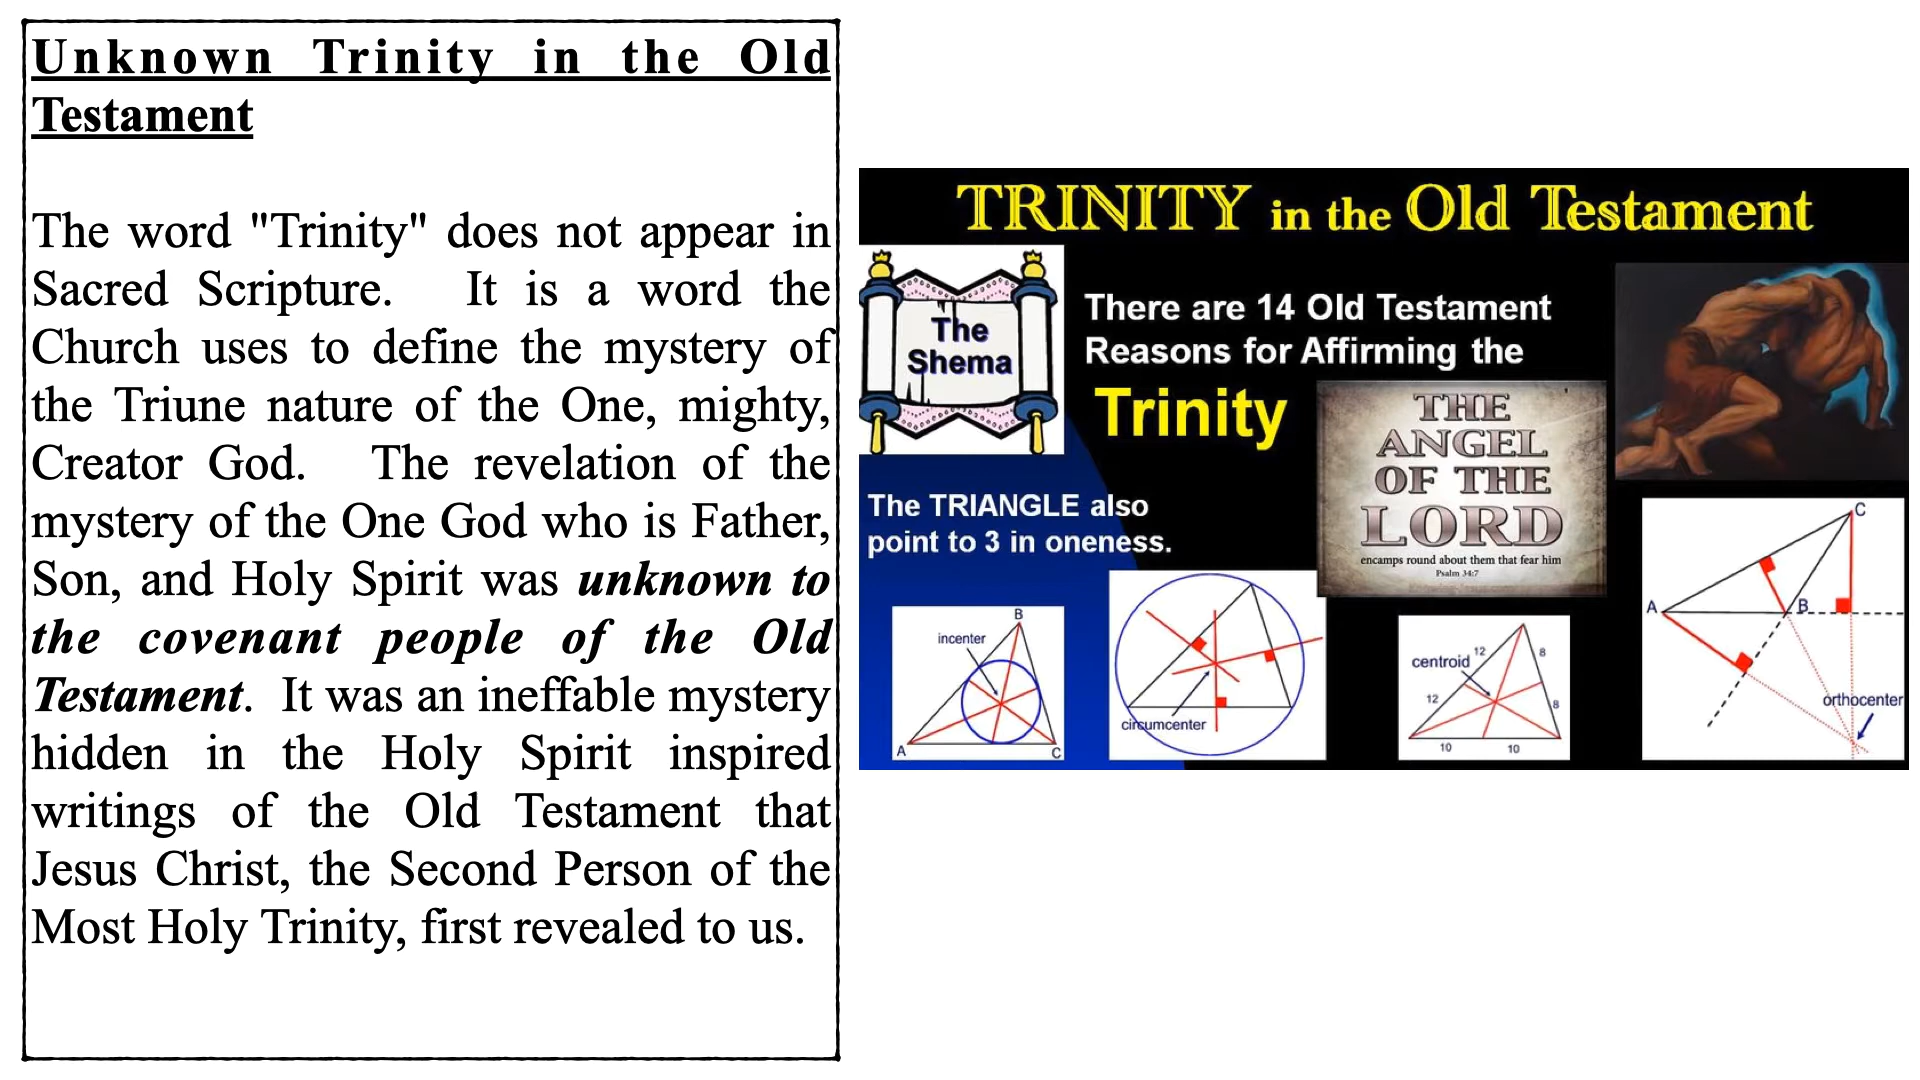 Unknown Trinity in the Old
Testament
The word "Trinity" does not appear in
Sacred Scripture. It is a word the
Church uses to define the mystery of
the Triune nature of the One, mighty,
Creator God. The revelation of the
mystery of the One God who is Father,
Son, and Holy Spirit was unknown to
the covenant people of the Old
Testament. It was an ineffable mystery
hidden in the Holy Spirit inspired
writings of the Old Testament that
Jesus Christ, the Second Person of the
Most Holy Trinity, first revealed to us.
TRINITY in the Old Testament
The
Shema
There are 14 Old Testament
Reasons for Affirming the
Trinity
THE
ANGEL
OF THE
LORD
encamps round about them that fear him
Psalm 34:7
The TRIANGLE also
point to 3 in oneness.
B
incenter
A
C
circumcenter
centroid
12
8
12
8
10
10
C
A
B
orthocenter